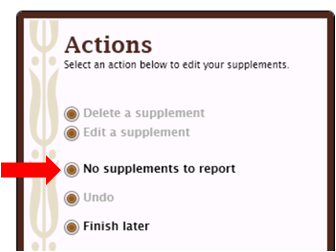 Actions
Select an action below to edit your supplements.
Delete a supplement
Edit a supplement
No supplements to report
Undo
Finish later